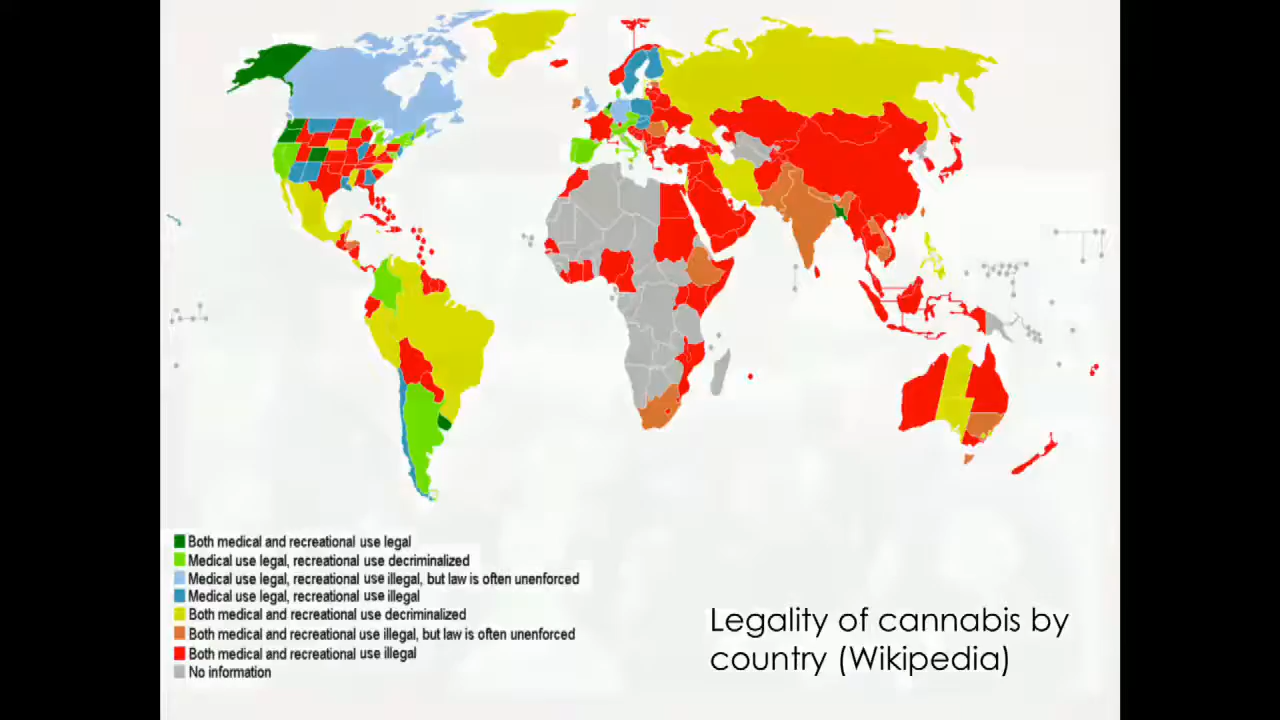 Both medical and recreational use legal
Medical use legal, recreational use decriminalized
Medical use legal, recreational use illegal, but law is often unenforced
Medical use legal, recreational use illegal
Both medical and recreational use decriminalized
Both medical and recreational use illegal, but law is often unenforced
Both medical and recreational use illegal
No information
Legality of cannabis by
country (Wikipedia)